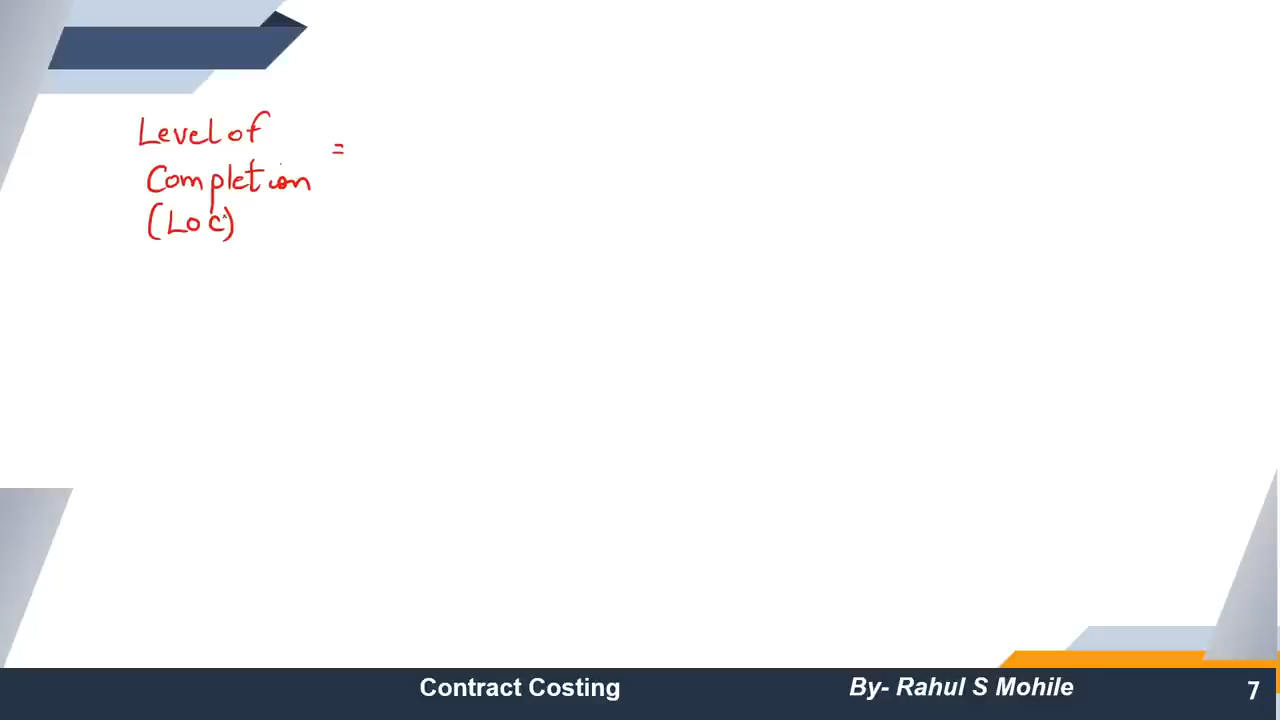 Level of
Completion =
(LOC)
Contract Costing
By- Rahul S Mohile
7